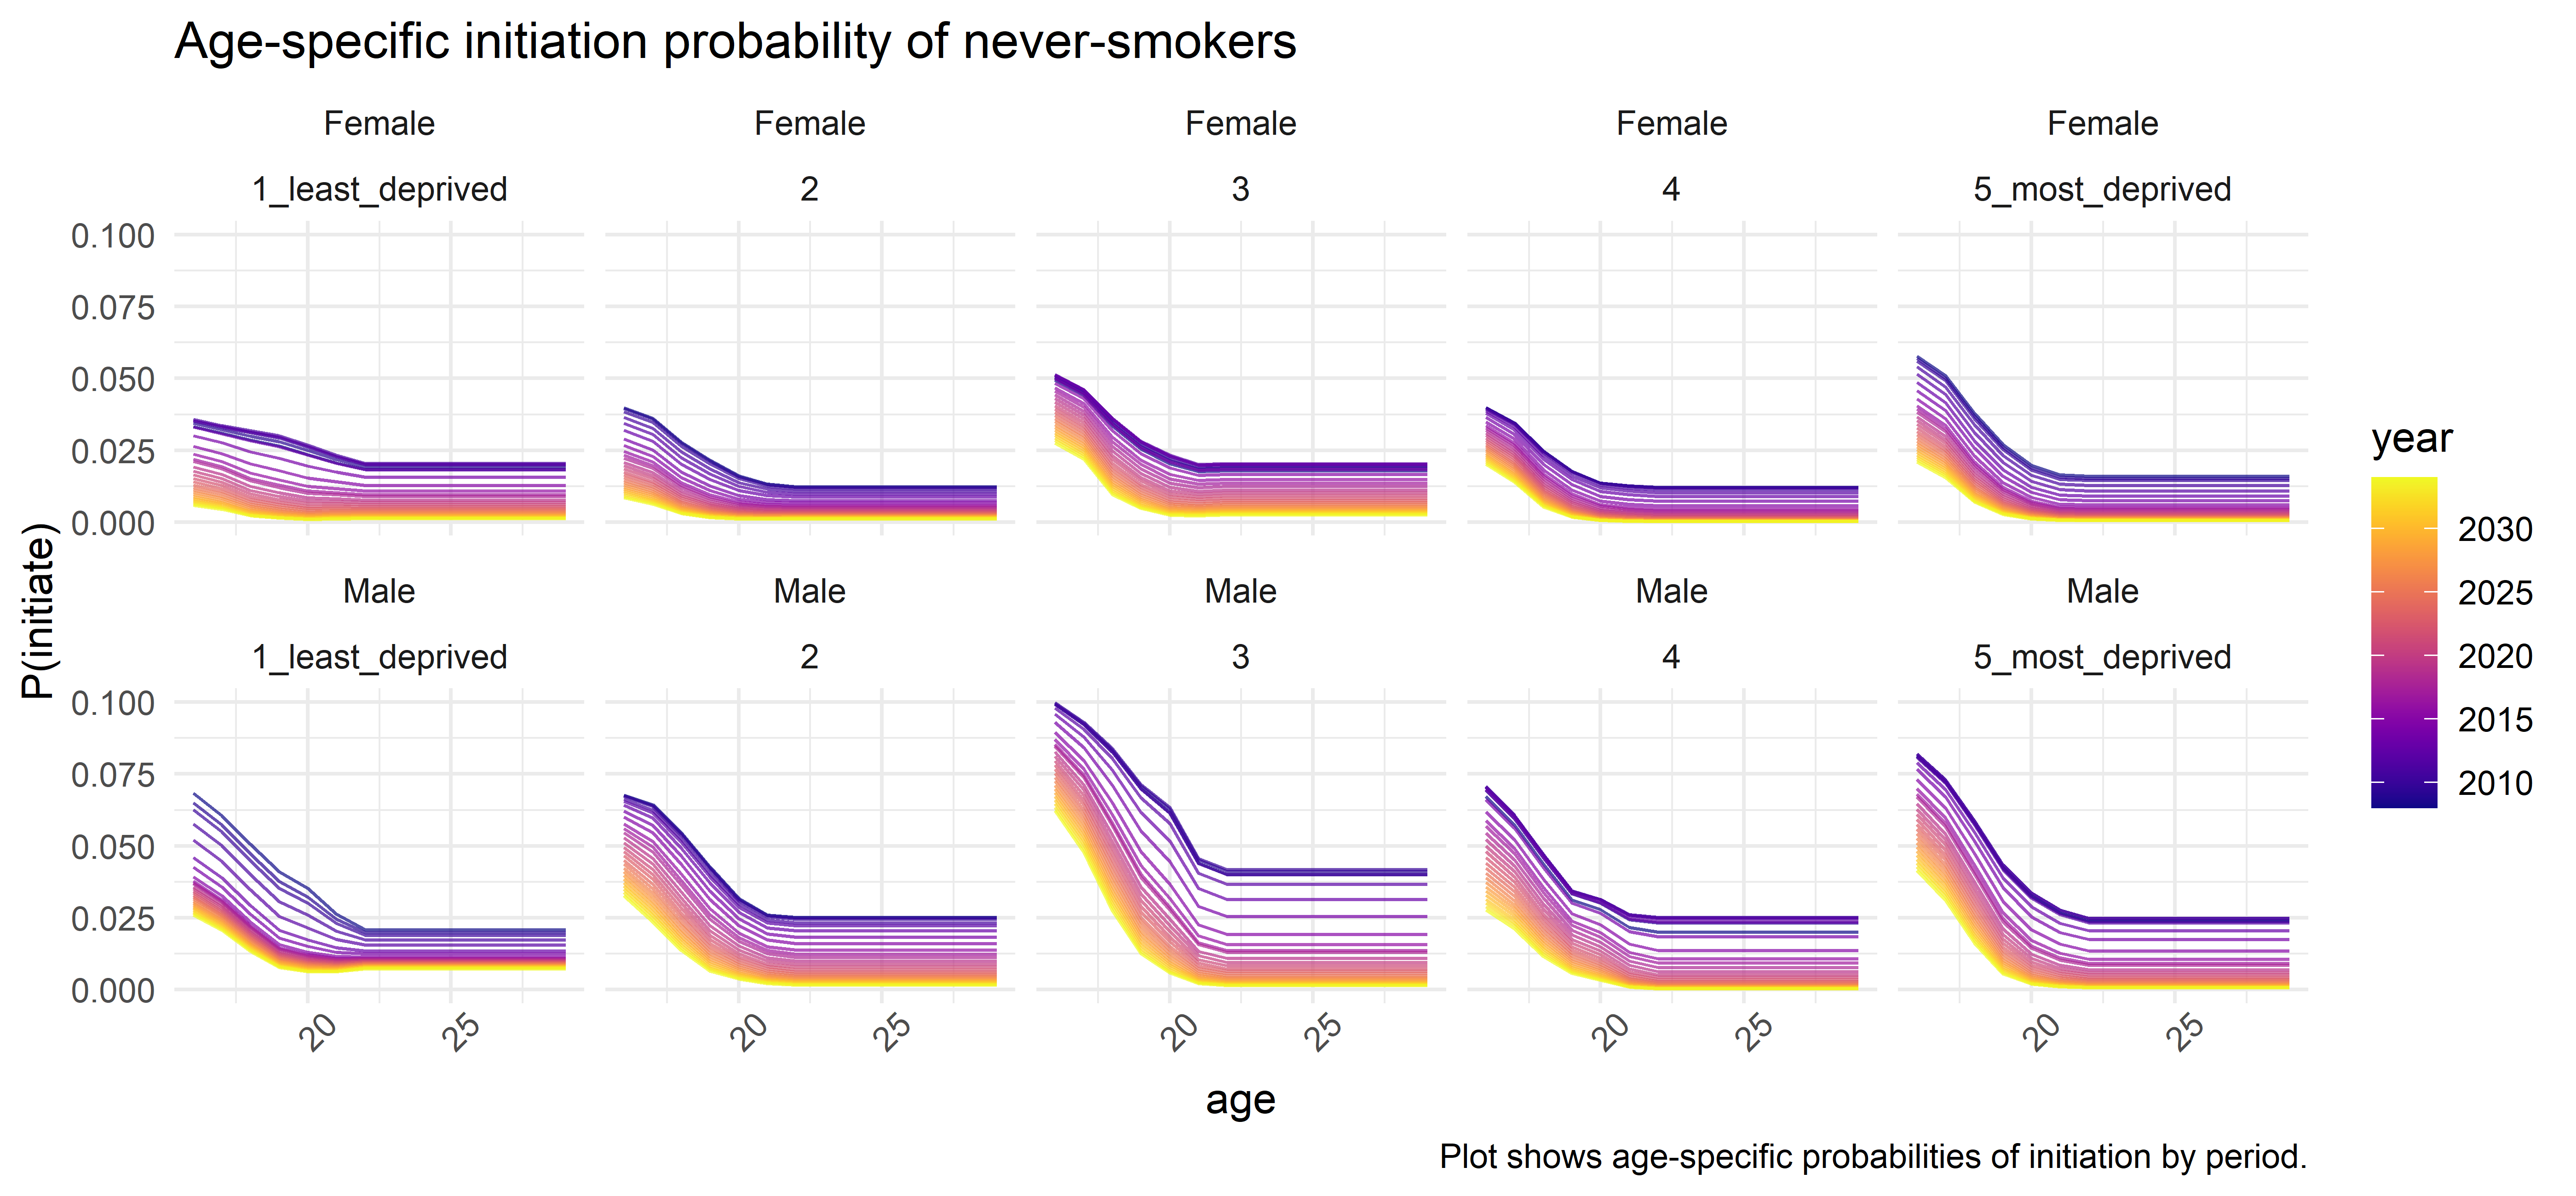 Age-specific initiation probability of never-smokers
Female Female Female Female Female
1_least_deprived 2 3 4 5_most_deprived
0.100
0.075
0.050
0.025
0.000
P(initiate)
Male Male Male Male Male
1_least_deprived 2 3 4 5_most_deprived
0.100
0.075
0.050
0.025
0.000
20 25 20 25 20 25 20 25 20 25
age
year
2030
2025
2020
2015
2010
Plot shows age-specific probabilities of initiation by period.